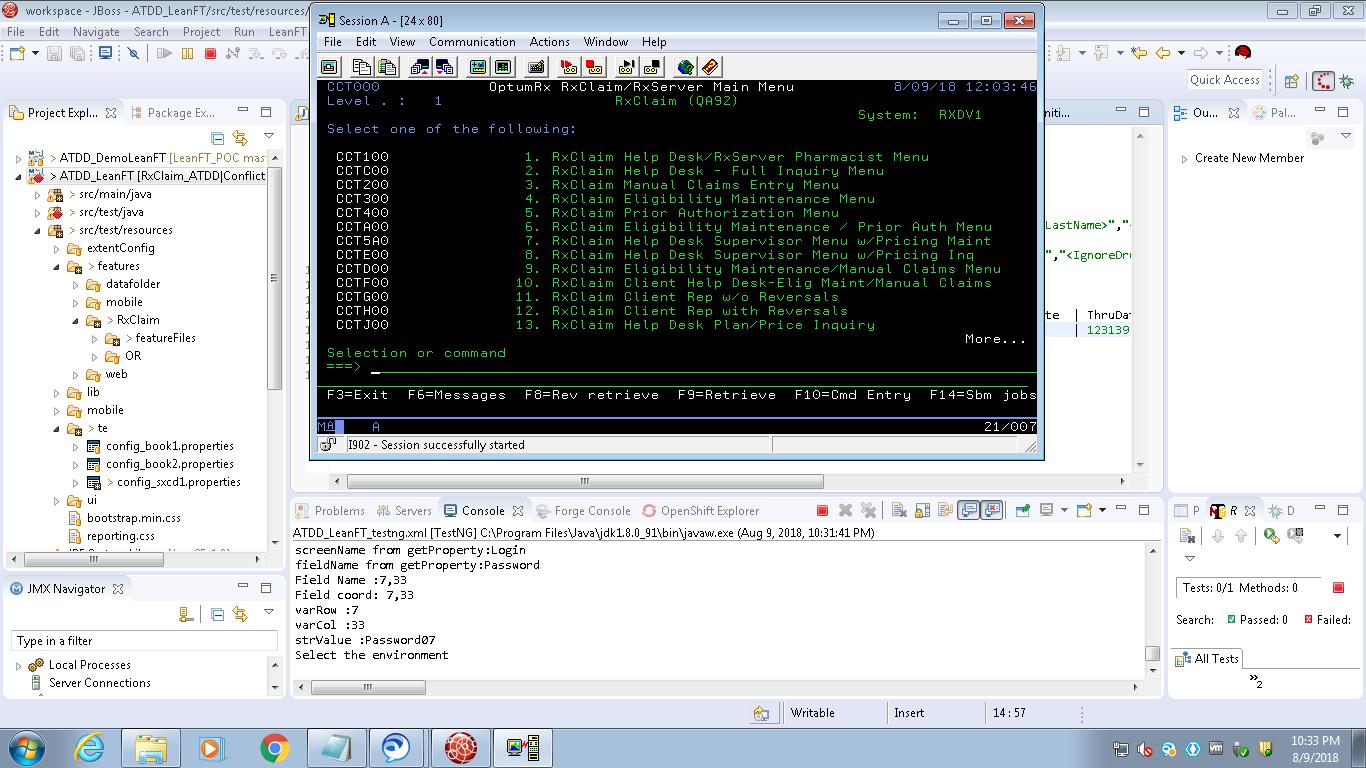 workspace - JBoss - ATDD_LeanFT/src/test/resources/
File Edit Navigate Search Project Run LeanFT
Quick Access
Project Expl...
Package Ex...
> ATDD_DemoLeanFT [LeanFT_POC mas
> ATDD_LeanFT [RxClaim_ATDD|Conflict
> src/main/java
> src/test/java
> src/test/resources
extentConfig
> features
datafolder
mobile
> RxClaim
> featureFiles
OR
web
lib
mobile
> te
config_book1.properties
config_book2.properties
> config_sxcd1.properties
ui
bootstrap.min.css
reporting.css
JMX Navigator
Type in a filter
Local Processes
Server Connections
Session A - [24 x 80]
File Edit View Communication Actions Window Help
CCT000 OptumRx RxClaim/RxServer Main Menu 8/09/18 12:03:46
Level . : 1 RxClaim (QA92)
System: RXDV1
Select one of the following:
CCT100 1. RxClaim Help Desk/RxServer Pharmacist Menu
CCTC00 2. RxClaim Help Desk - Full Inquiry Menu
CCT200 3. RxClaim Manual Claims Entry Menu
CCT300 4. RxClaim Eligibility Maintenance Menu
CCT400 5. RxClaim Prior Authorization Menu
CCTA00 6. RxClaim Eligibility Maintenance / Prior Auth Menu
CCT5A0 7. RxClaim Help Desk Supervisor Menu w/Pricing Maint
CCTE00 8. RxClaim Help Desk Supervisor Menu w/Pricing Inq
CCTD00 9. RxClaim Eligibility Maintenance/Manual Claims Menu
CCTF00 10. RxClaim Client Help Desk-Elig Maint/Manual Claims
CCTG00 11. RxClaim Client Rep w/o Reversals
CCTH00 12. RxClaim Client Rep with Reversals
CCTJ00 13. RxClaim Help Desk Plan/Price Inquiry
More...
Selection or command
===>
F3=Exit F6=Messages F8=Rev retrieve F9=Retrieve F10=Cmd Entry F14=Sbm jobs
MA A 21/007
I902 - Session successfully started
niti...
LastName>","
","<IgnoreDru
te | ThruDat
| 123139
Ou...
Pal...
Create New Member
Problems Servers Console Forge Console OpenShift Explorer
ATDD_LeanFT_testng.xml [TestNG] C:\Program Files\Java\jdk1.8.0_91\bin\javaw.exe (Aug 9, 2018, 10:31:41 PM)
screenName from getProperty:Login
fieldName from getProperty:Password
Field Name :7,33
Field coord: 7,33
varRow :7
varCol :33
strValue :Password07
Select the environment
P R D
Tests: 0/1 Methods: 0
Search: Passed: 0 Failed:
All Tests
»2
Writable Insert 14 : 57
10:33 PM
8/9/2018